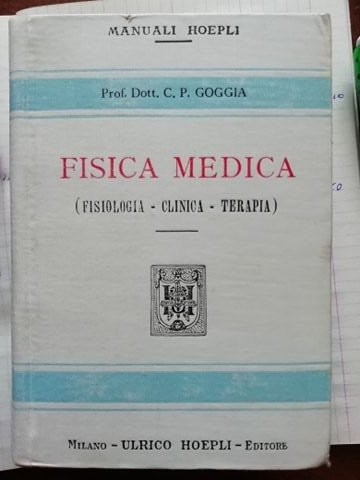 MANUALI HOEPLI
Prof. Dott. C. P. GOGGIA
FISICA MEDICA
(FISIOLOGIA - CLINICA - TERAPIA)
MILANO - ULRICO HOEPLI - EDITORE